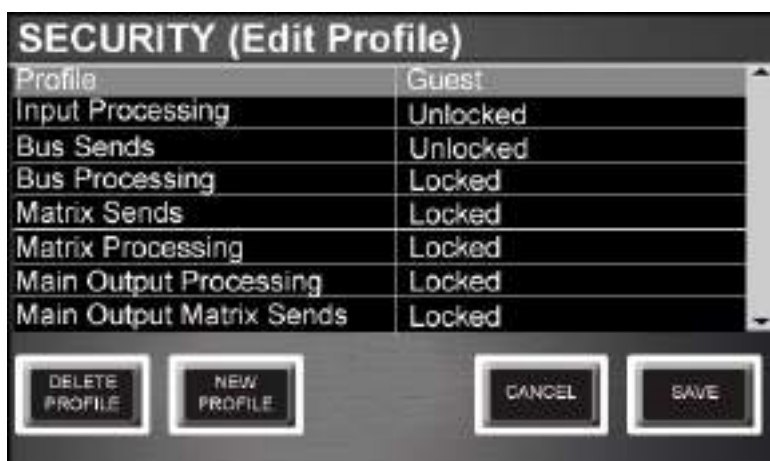 SECURITY (Edit Profile)
Profile Guest
Input Processing Unlocked
Bus Sends Unlocked
Bus Processing Locked
Matrix Sends Locked
Matrix Processing Locked
Main Output Processing Locked
Main Output Matrix Sends Locked
DELETE PROFILE NEW PROFILE CANCEL SAVE